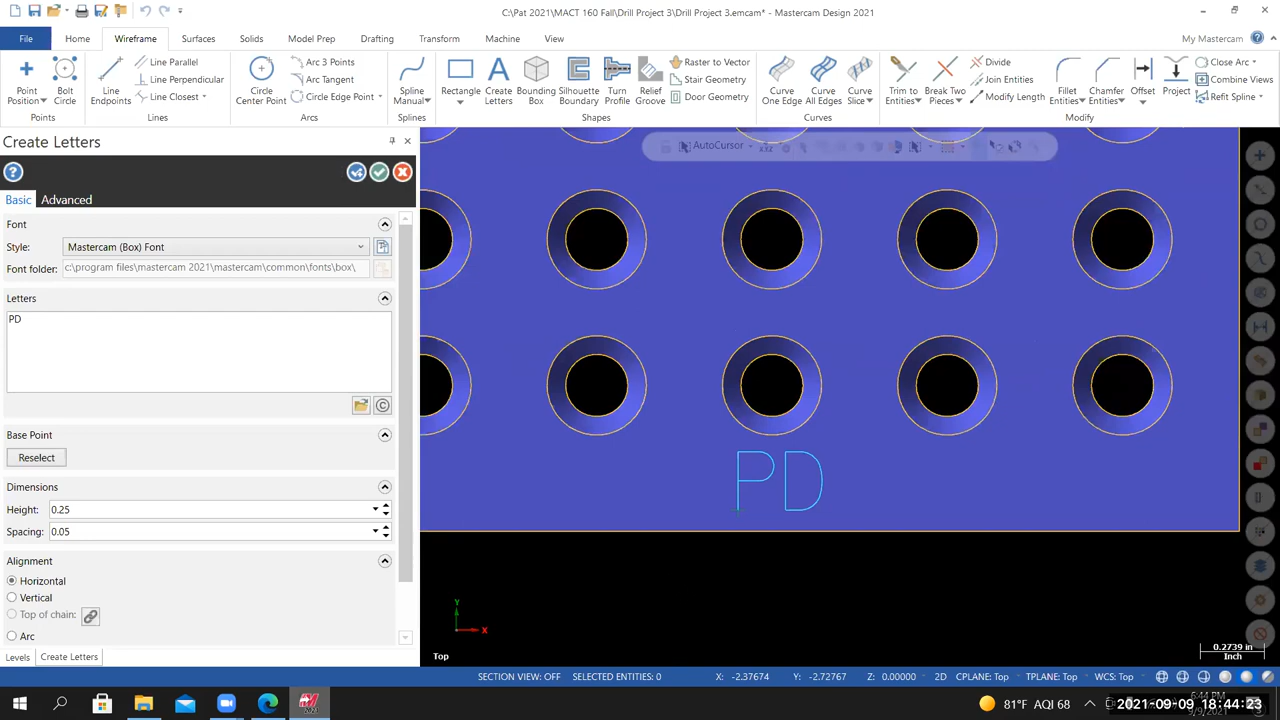 C:\Pat 2021\MACT 160 Fall\Drill Project 3\Drill Project 3.emcam* - Mastercam Design 2021
File Home Wireframe Surfaces Solids Model Prep Drafting Transform Machine View My Mastercam
Point Position
Bolt Circle
Points
Line Endpoints
Line Parallel
Line Perpendicular
Line Closest
Lines
Circle Center Point
Arc 3 Points
Arc Tangent
Circle Edge Point
Arcs
Spline Manual
Splines
Rectangle
Create Letters
Bounding Box
Silhouette Boundary
Turn Profile
Relief Groove
Raster to Vector
Stair Geometry
Door Geometry
Shapes
Curve One Edge
Curve All Edges
Curve Slice
Curves
Trim to Entities
Break Two Pieces
Divide
Join Entities
Modify Length
Fillet Entities
Chamfer Entities
Offset
Project
Close Arc
Combine Views
Refit Spline
Modify
Create Letters
AutoCursor
Basic Advanced
Font
Style: Mastercam (Box) Font
Font folder: c:\program files\mastercam 2021\mastercam\common\fonts\box\
Letters
PD
Base Point
Reselect
Dimensions
Height: 0.25
Spacing: 0.05
Alignment
Horizontal
Vertical
Top of chain:
Arc
PD
Y
X
Top
0.2739 in
Inch
Levels Create Letters
SECTION VIEW: OFF SELECTED ENTITIES: 0 X: -2.37674 Y: -2.72767 Z: 0.00000 2D CPLANE: Top TPLANE: Top WCS: Top
81°F AQI 68
6:44 PM
9/9/2021
2021-09-09 18:44:23